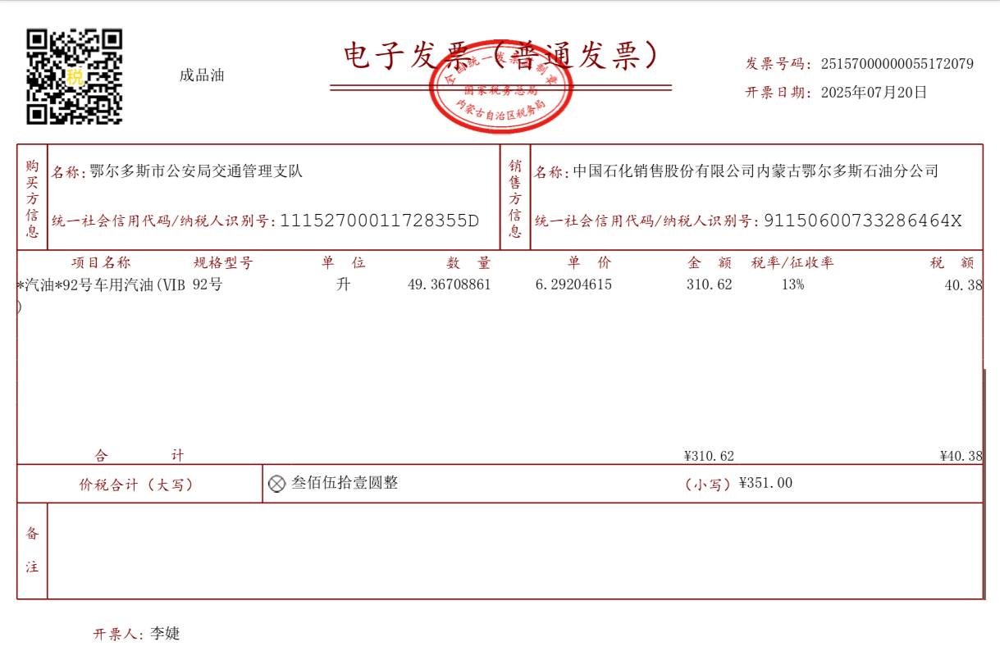 税
成品油
电子发票（普通发票）
全国统一发票监制章
国家税务总局
内蒙古自治区税务局
发票号码：25157000000055172079
开票日期：2025年07月20日
购买方信息
名称：鄂尔多斯市公安局交通管理支队
统一社会信用代码/纳税人识别号：11152700011728355D
销售方信息
名称：中国石化销售股份有限公司内蒙古鄂尔多斯石油分公司
统一社会信用代码/纳税人识别号：91150600733286464X
项目名称 规格型号 单位 数量 单价 金额 税率/征收率 税额
*汽油*92号车用汽油(ⅥB 92号 升 49.36708861 6.29204615 310.62 13% 40.38
)
合计 ¥310.62 ¥40.38
价税合计（大写） 叁佰伍拾壹圆整 （小写）¥351.00
备注
开票人：李婕